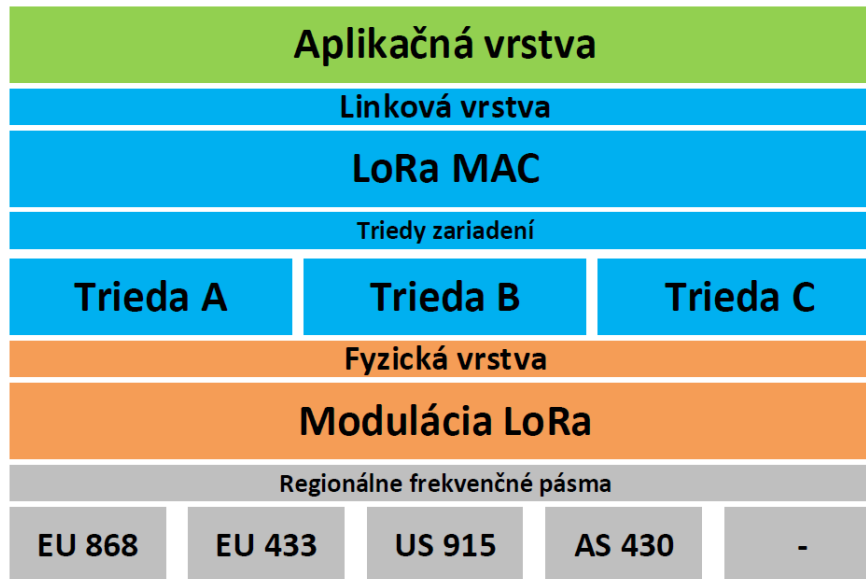 Aplikačná vrstva
Linková vrstva
LoRa MAC
Triedy zariadení
Trieda A
Trieda B
Trieda C
Fyzická vrstva
Modulácia LoRa
Regionálne frekvenčné pásma
EU 868
EU 433
US 915
AS 430
-